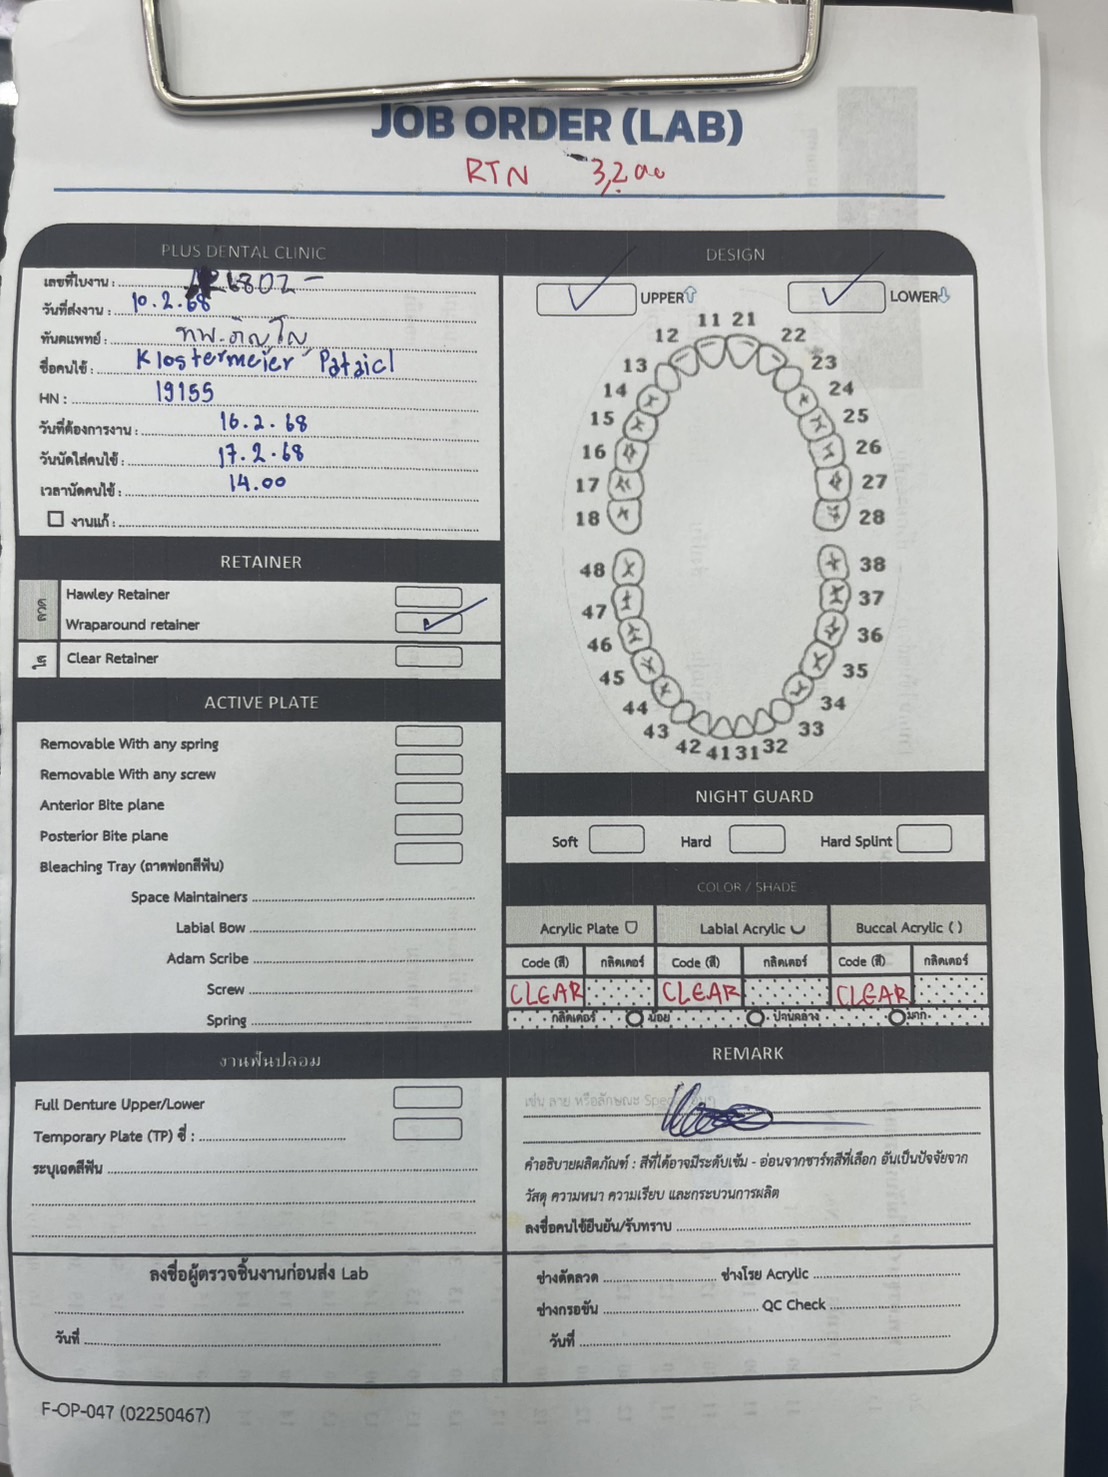 JOB ORDER (LAB)
RTN 3,200
PLUS DENTAL CLINIC
เลขที่ใบงาน : 6802-
วันที่ส่งงาน : 10.2.68
ทันตแพทย์ : ทพ.ภิญโญ
ชื่อคนไข้ : Klostermeier Pataicl
HN : 19155
วันที่ต้องการงาน : 16.2.68
วันนัดใส่คนไข้ : 17.2.68
เวลานัดคนไข้ : 14.00
งานแก้ :
RETAINER
ลวด
Hawley Retainer
Wraparound retainer
ใส
Clear Retainer
ACTIVE PLATE
Removable With any spring
Removable With any screw
Anterior Bite plane
Posterior Bite plane
Bleaching Tray (ถาดฟอกสีฟัน)
Space Maintainers
Labial Bow
Adam Scribe
Screw
Spring
งานฟันปลอม
Full Denture Upper/Lower
Temporary Plate (TP) ซี่ :
ระบุเฉดสีฟัน
ลงชื่อผู้ตรวจชิ้นงานก่อนส่ง Lab
วันที่
DESIGN
UPPER LOWER
11 21
12 22
13 23
14 24
15 25
16 26
17 27
18 28
48 38
47 37
46 36
45 35
44 34
43 33
42 41 31 32
NIGHT GUARD
Soft Hard Hard Splint
COLOR / SHADE
Acrylic Plate Labial Acrylic Buccal Acrylic ( )
Code (สี) กลิตเตอร์ Code (สี) กลิตเตอร์ Code (สี) กลิตเตอร์
CLEAR CLEAR CLEAR
กลิตเตอร์ น้อย ปานกลาง มาก
REMARK
เช่น ลาย หรือลักษณะ
คำอธิบายผลิตภัณฑ์ : สีที่ได้อาจมีระดับเข้ม - อ่อนจากชาร์ทสีที่เลือก อันเป็นปัจจัยจาก
วัสดุ ความหนา ความเรียบ และกระบวนการผลิต
ลงชื่อคนไข้ยืนยัน/รับทราบ
ช่างดัดลวด ช่างโรย Acrylic
ช่างกรอขัน QC Check
วันที่
F-OP-047 (02250467)